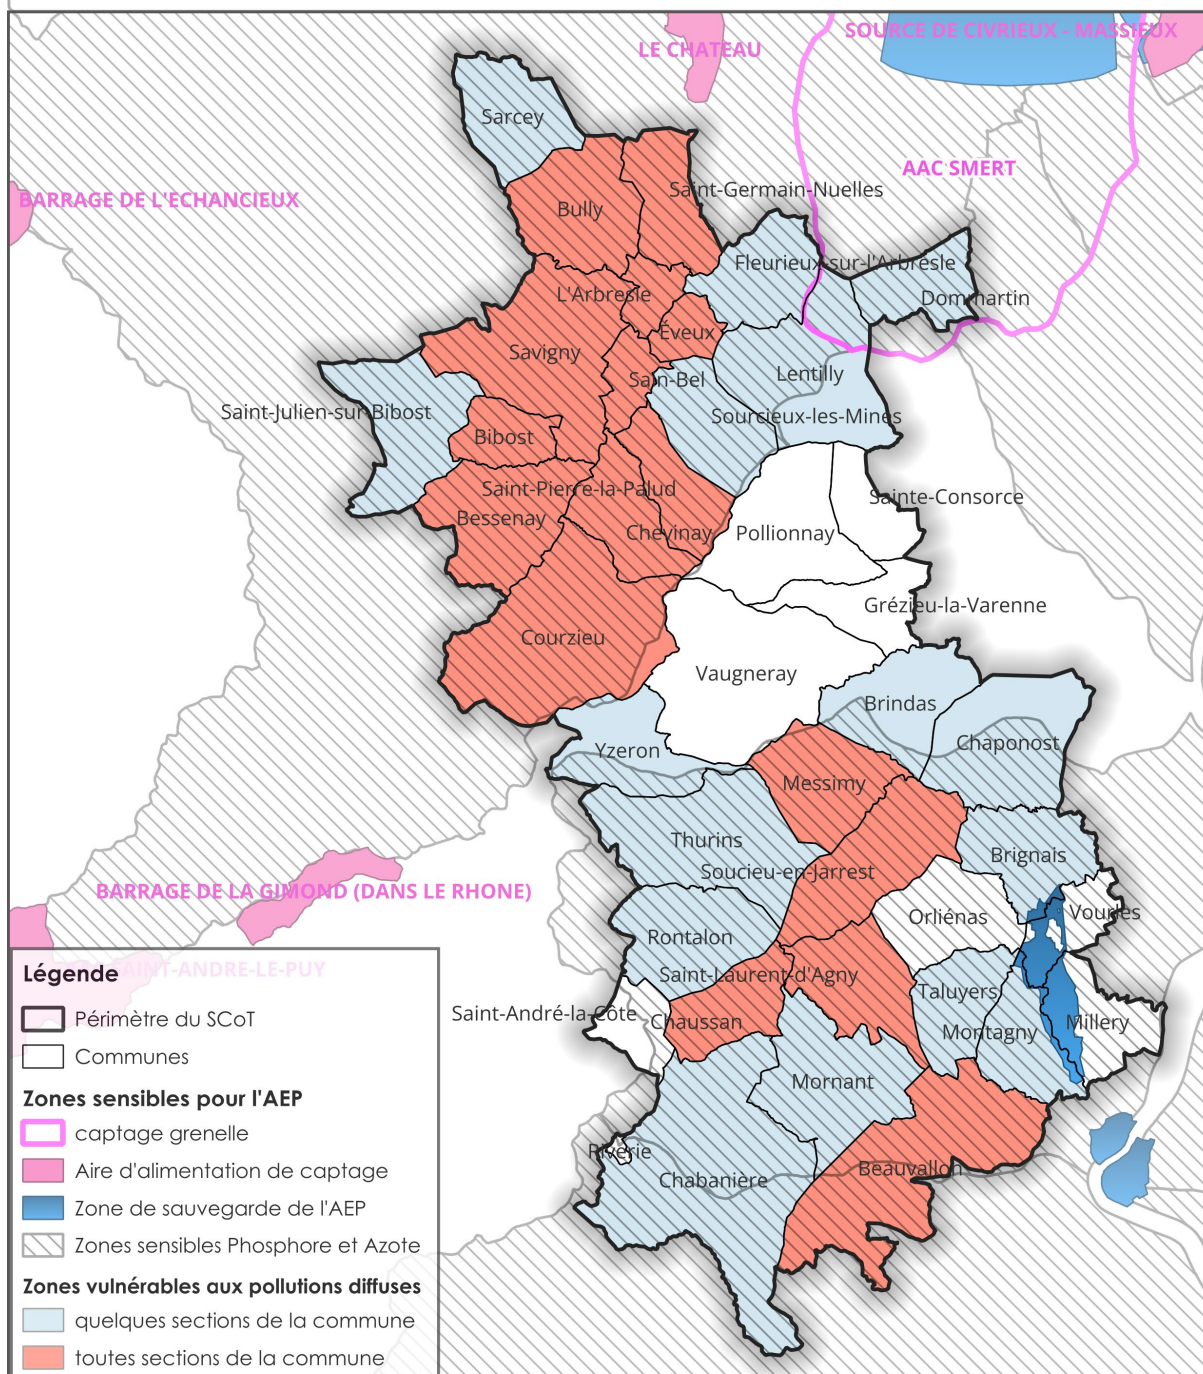 LE CHATEAU
SOURCE DE CIVRIEUX - MASSIEUX
Sarcey
AAC SMERT
BARRAGE DE L'ECHANCIEUX
Saint-Germain-Nuelles
Bully
Fleurieux-sur-l'Arbresle
L'Arbresle
Dommartin
Éveux
Savigny
Sain-Bel
Lentilly
Saint-Julien-sur-Bibost
Sourcieux-les-Mines
Bibost
Saint-Pierre-la-Palud
Sainte-Consorce
Bessenay
Chevinay
Pollionnay
Grézieu-la-Varenne
Courzieu
Vaugneray
Brindas
Yzeron
Chaponost
Messimy
Thurins
Brignais
Soucieu-en-Jarrest
BARRAGE DE LA GIMOND (DANS LE RHONE)
Orliénas
Vourles
Rontalon
SAINT-ANDRE-LE-PUY
Saint-Laurent-d'Agny
Taluyers
Saint-André-la-Côte
Chaussan
Montagny
Millery
Mornant
Riverie
Chabanière
Beauvallon
Légende
Périmètre du SCoT
Communes
Zones sensibles pour l'AEP
captage grenelle
Aire d'alimentation de captage
Zone de sauvegarde de l'AEP
Zones sensibles Phosphore et Azote
Zones vulnérables aux pollutions diffuses
quelques sections de la commune
toutes sections de la commune